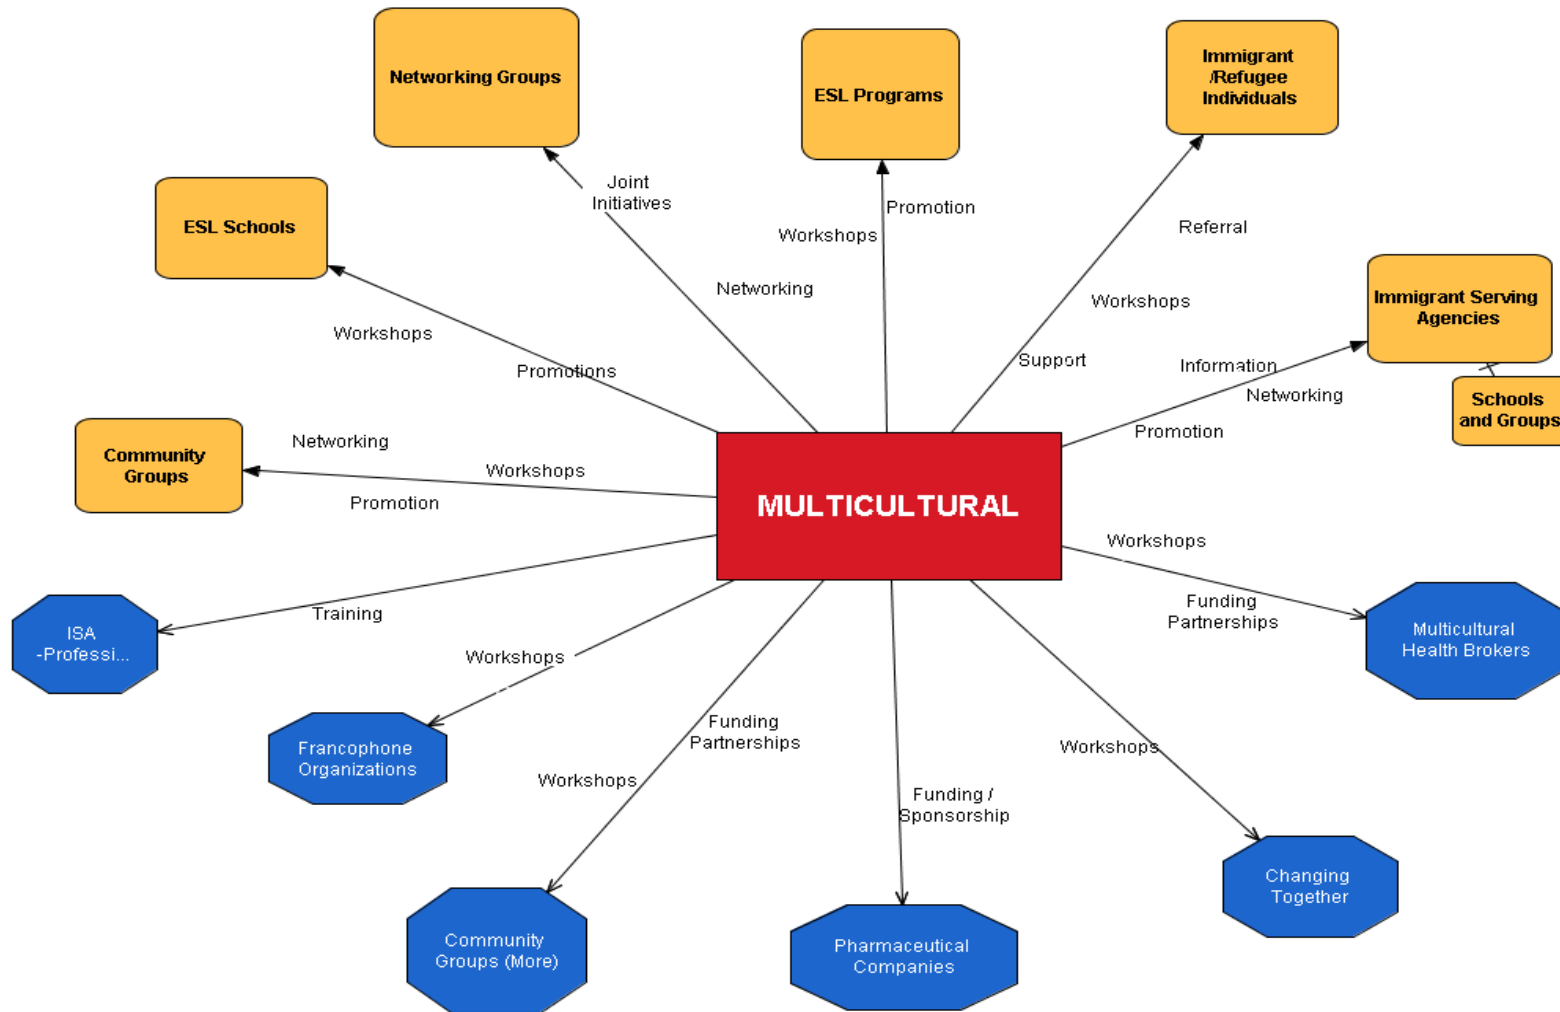 Networking Groups
ESL Programs
Immigrant
/Refugee
Individuals
Joint
Initiatives
Promotion
Workshops
Referral
ESL Schools
Networking
Workshops
Immigrant Serving
Agencies
Workshops
Promotions
Support
Information
Networking
Promotion
Schools
and Groups
Community
Groups
Networking
Workshops
Promotion
MULTICULTURAL
Workshops
Funding
Partnerships
Multicultural
Health Brokers
ISA
-Professi...
Training
Workshops
Francophone
Organizations
Funding
Partnerships
Workshops
Workshops
Funding /
Sponsorship
Changing
Together
Community
Groups (More)
Pharmaceutical
Companies